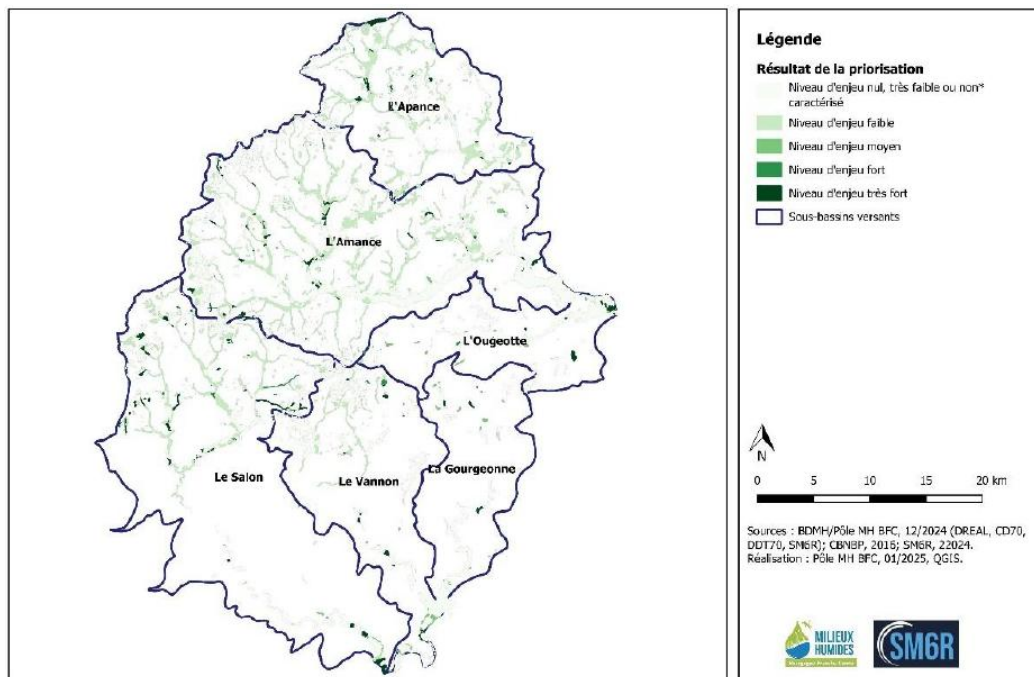 L'Apance
L'Amance
L'Ougeotte
La Gourgeonne
Le Salon
Le Vannon
Légende
Résultat de la priorisation
Niveau d'enjeu nul, très faible ou non*
caractérisé
Niveau d'enjeu faible
Niveau d'enjeu moyen
Niveau d'enjeu fort
Niveau d'enjeu très fort
Sous-bassins versants
N
0 5 10 15 20 km
Sources : BDMH/Pôle MH BFC, 12/2024 (DREAL, CD70,
DDT70, SM6R); CBNBP, 2016; SM6R, 22024.
Réalisation : Pôle MH BFC, 01/2025, QGIS.
MILIEUX
HUMIDES
SM6R